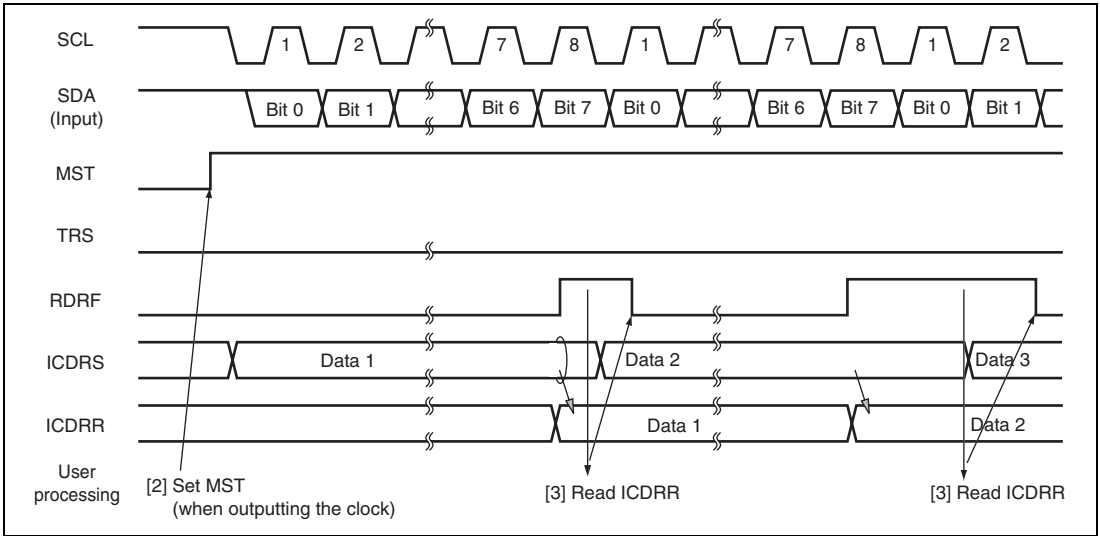 SCL 1 2 7 8 1 7 8 1 2
SDA
(Input)
Bit 0 Bit 1 Bit 6 Bit 7 Bit 0 Bit 6 Bit 7 Bit 0 Bit 1
MST
TRS
RDRF
ICDRS Data 1 Data 2 Data 3
ICDRR Data 1 Data 2
User
processing
[2] Set MST
(when outputting the clock)
[3] Read ICDRR
[3] Read ICDRR